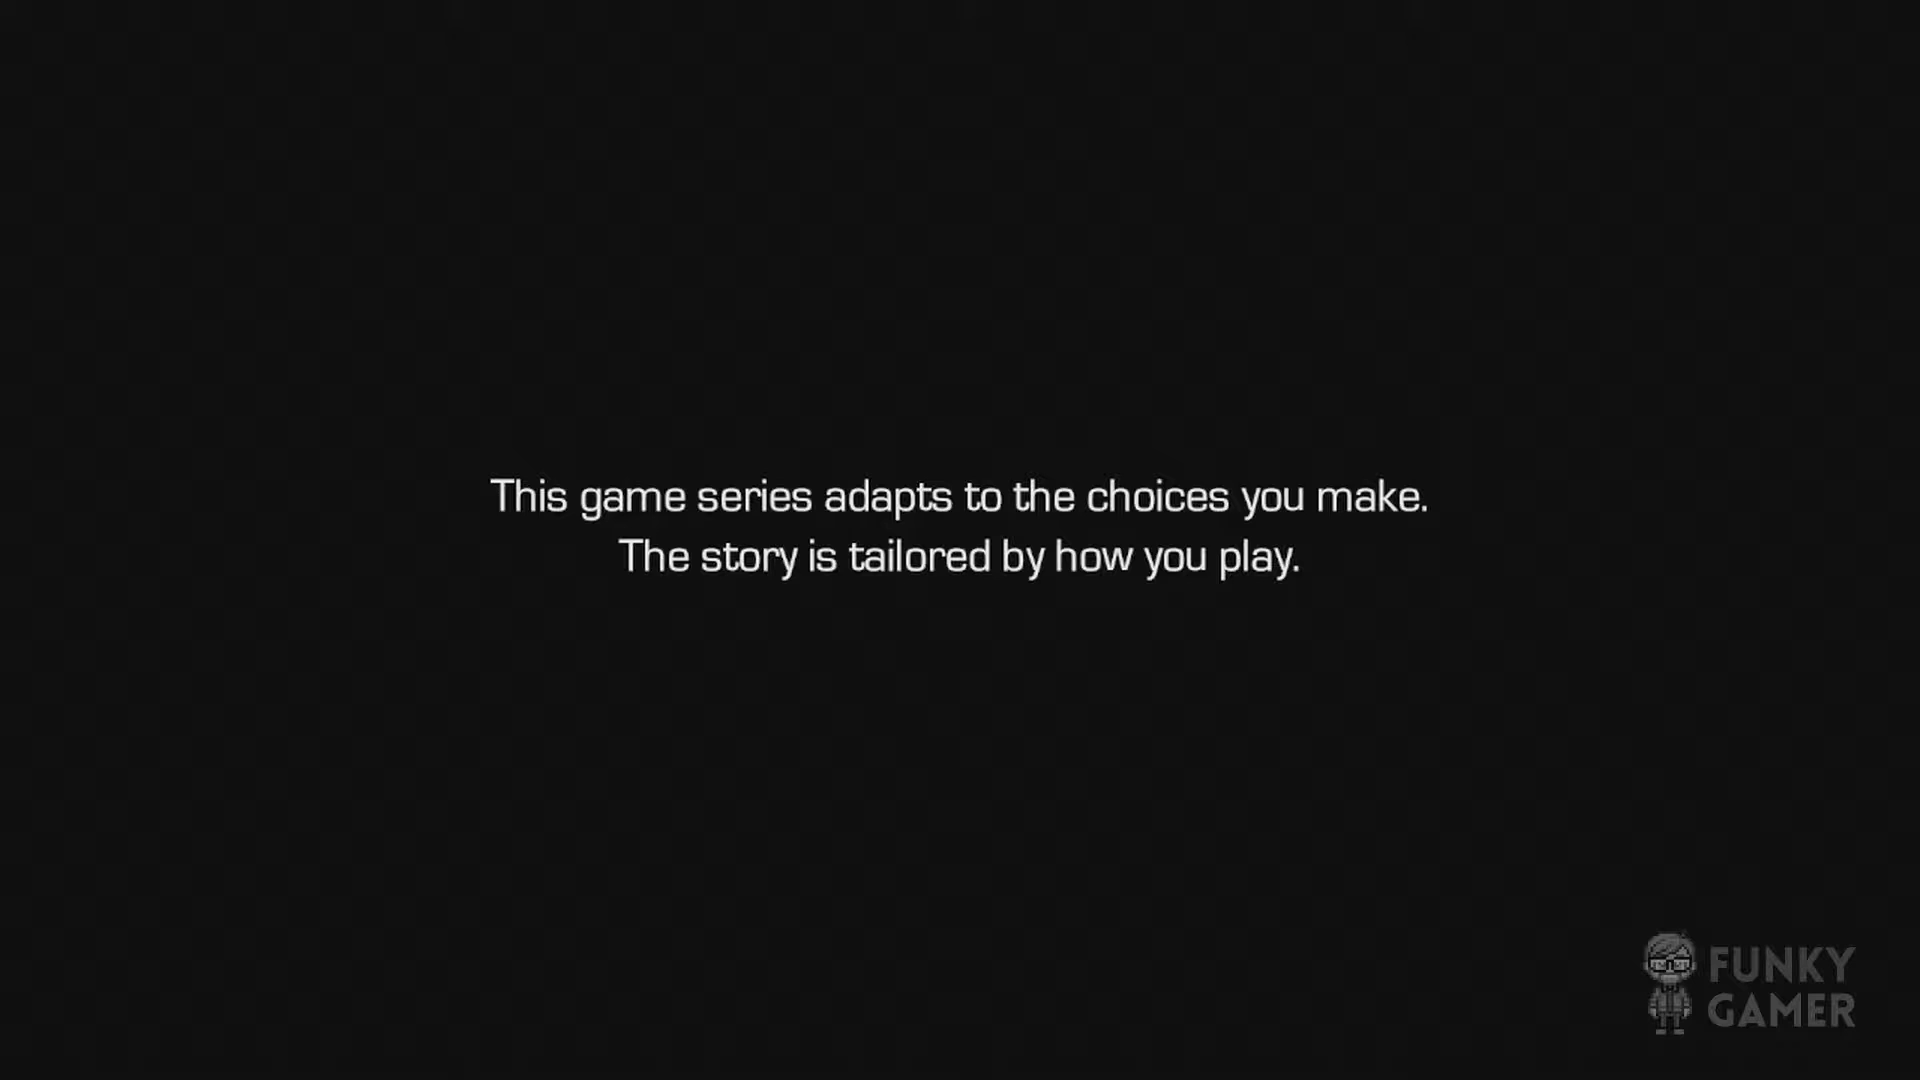 This game series adapts to the choices you make.
The story is tailored by how you play.
FUNKY
GAMER